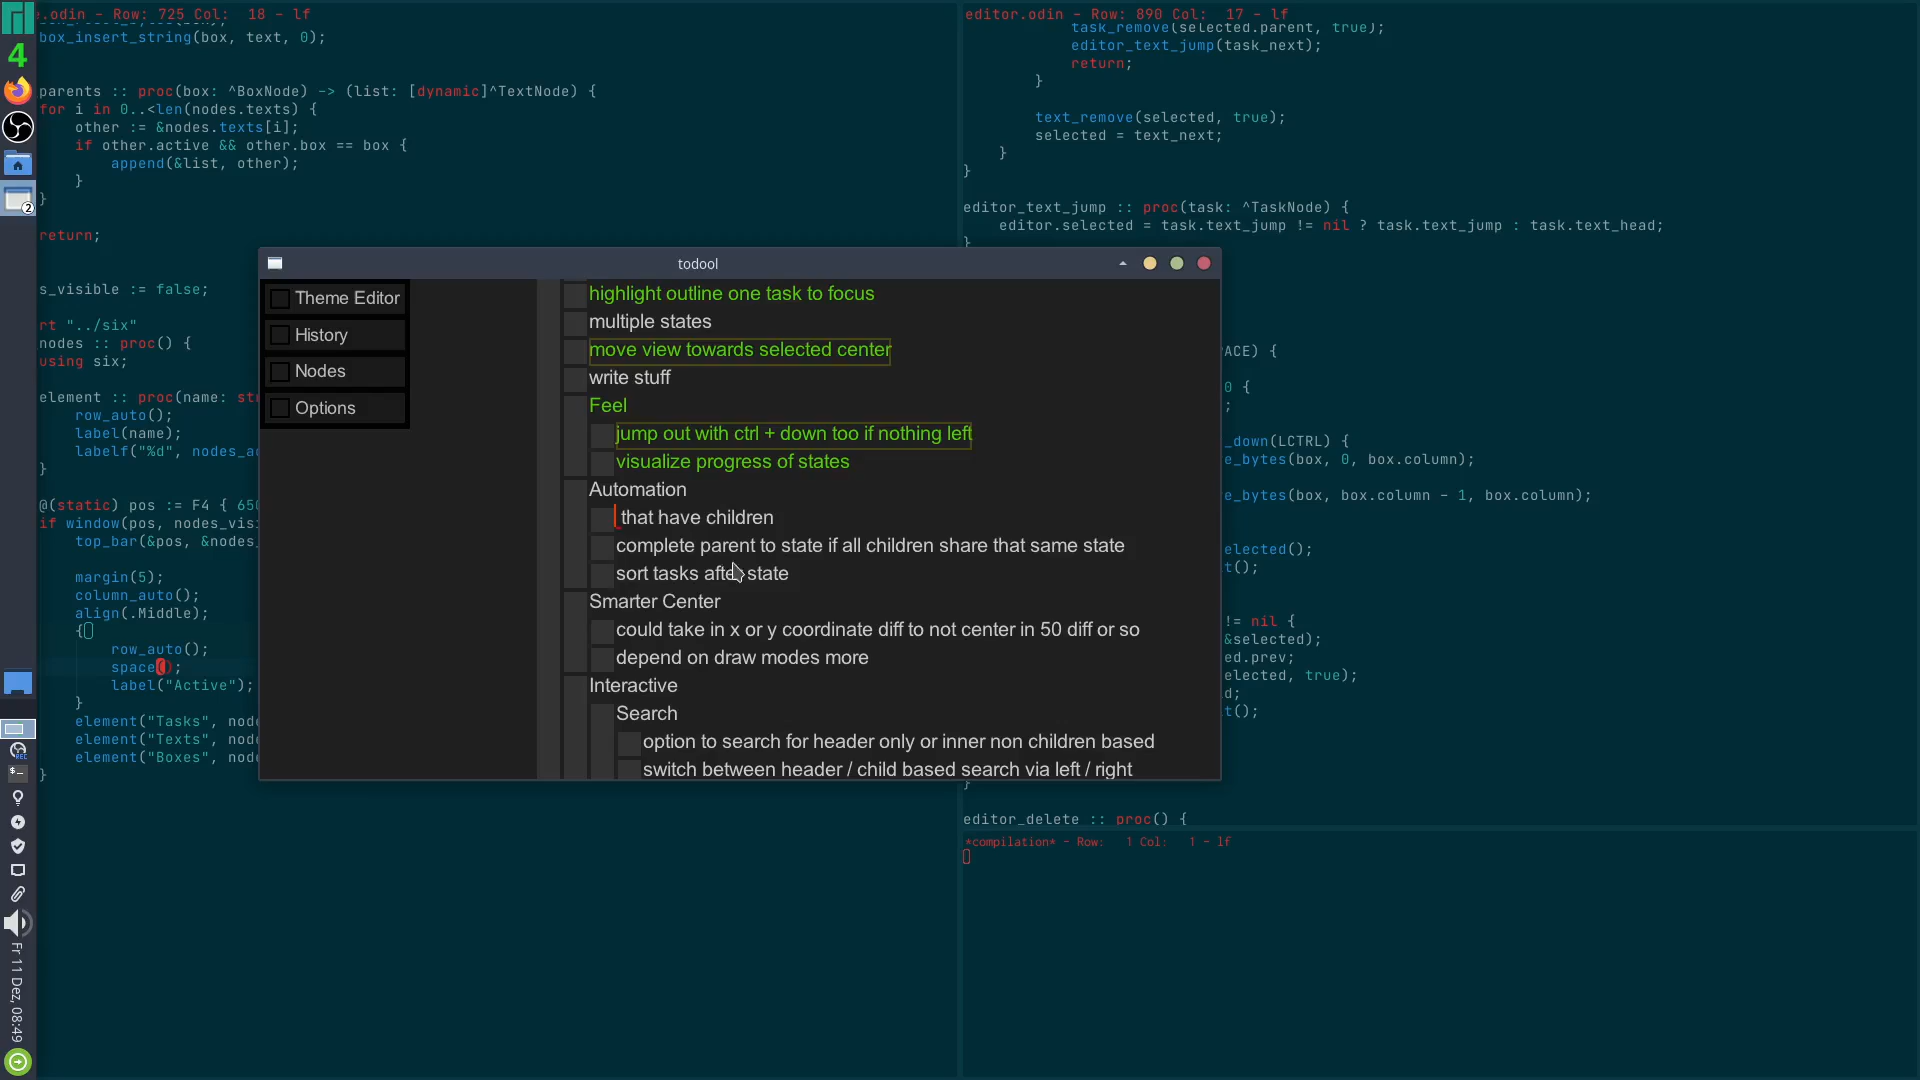 e.odin - Row: 725 Col:  18 - lf
box_insert_string(box, text, 0);
parents :: proc(box: ^BoxNode) -> (list: [dynamic]^TextNode) {
for i in 0..<len(nodes.texts) {
other := &nodes.texts[i];
if other.active && other.box == box {
append(&list, other);
}
}
return;
s_visible := false;
rt "../six"
nodes :: proc() {
using six;
element :: proc(name: str
row_auto();
label(name);
labelf("%d", nodes_a
}
@(static) pos := F4 { 650
if window(pos, nodes_vis
top_bar(&pos, &nodes_
margin(5);
column_auto();
align(.Middle);
{
row_auto();
space();
label("Active");
}
element("Tasks", node
element("Texts", node
element("Boxes", node
}
editor.odin - Row: 890 Col:  17 - lf
task_remove(selected.parent, true);
editor_text_jump(task_next);
return;
}
text_remove(selected, true);
selected = text_next;
}
}
editor_text_jump :: proc(task: ^TaskNode) {
editor.selected = task.text_jump != nil ? task.text_jump : task.text_head;
}
todool
Theme Editor
History
Nodes
Options
highlight outline one task to focus
multiple states
move view towards selected center
write stuff
Feel
jump out with ctrl + down too if nothing left
visualize progress of states
Automation
that have children
complete parent to state if all children share that same state
sort tasks after state
Smarter Center
could take in x or y coordinate diff to not center in 50 diff or so
depend on draw modes more
Interactive
Search
option to search for header only or inner non children based
switch between header / child based search via left / right
ACE) {
0 {
;
_down(LCTRL) {
e_bytes(box, 0, box.column);
e_bytes(box, box.column - 1, box.column);
elected();
t();
!= nil {
&selected);
ed.prev;
elected, true);
d;
t();
}
editor_delete :: proc() {
*compilation* - Row:   1 Col:   1 - lf
4
2
REC
$-
Fr 11 Dez, 08:49